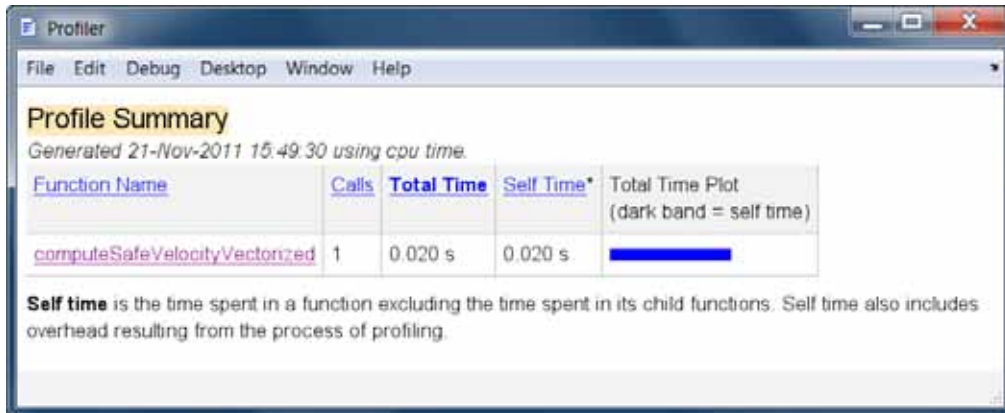 Profiler
File Edit Debug Desktop Window Help
Profile Summary
Generated 21-Nov-2011 15:49:30 using cpu time.
Function Name Calls Total Time Self Time* Total Time Plot
(dark band = self time)
computeSafeVelocityVectorized 1 0.020 s 0.020 s
Self time is the time spent in a function excluding the time spent in its child functions. Self time also includes
overhead resulting from the process of profiling.